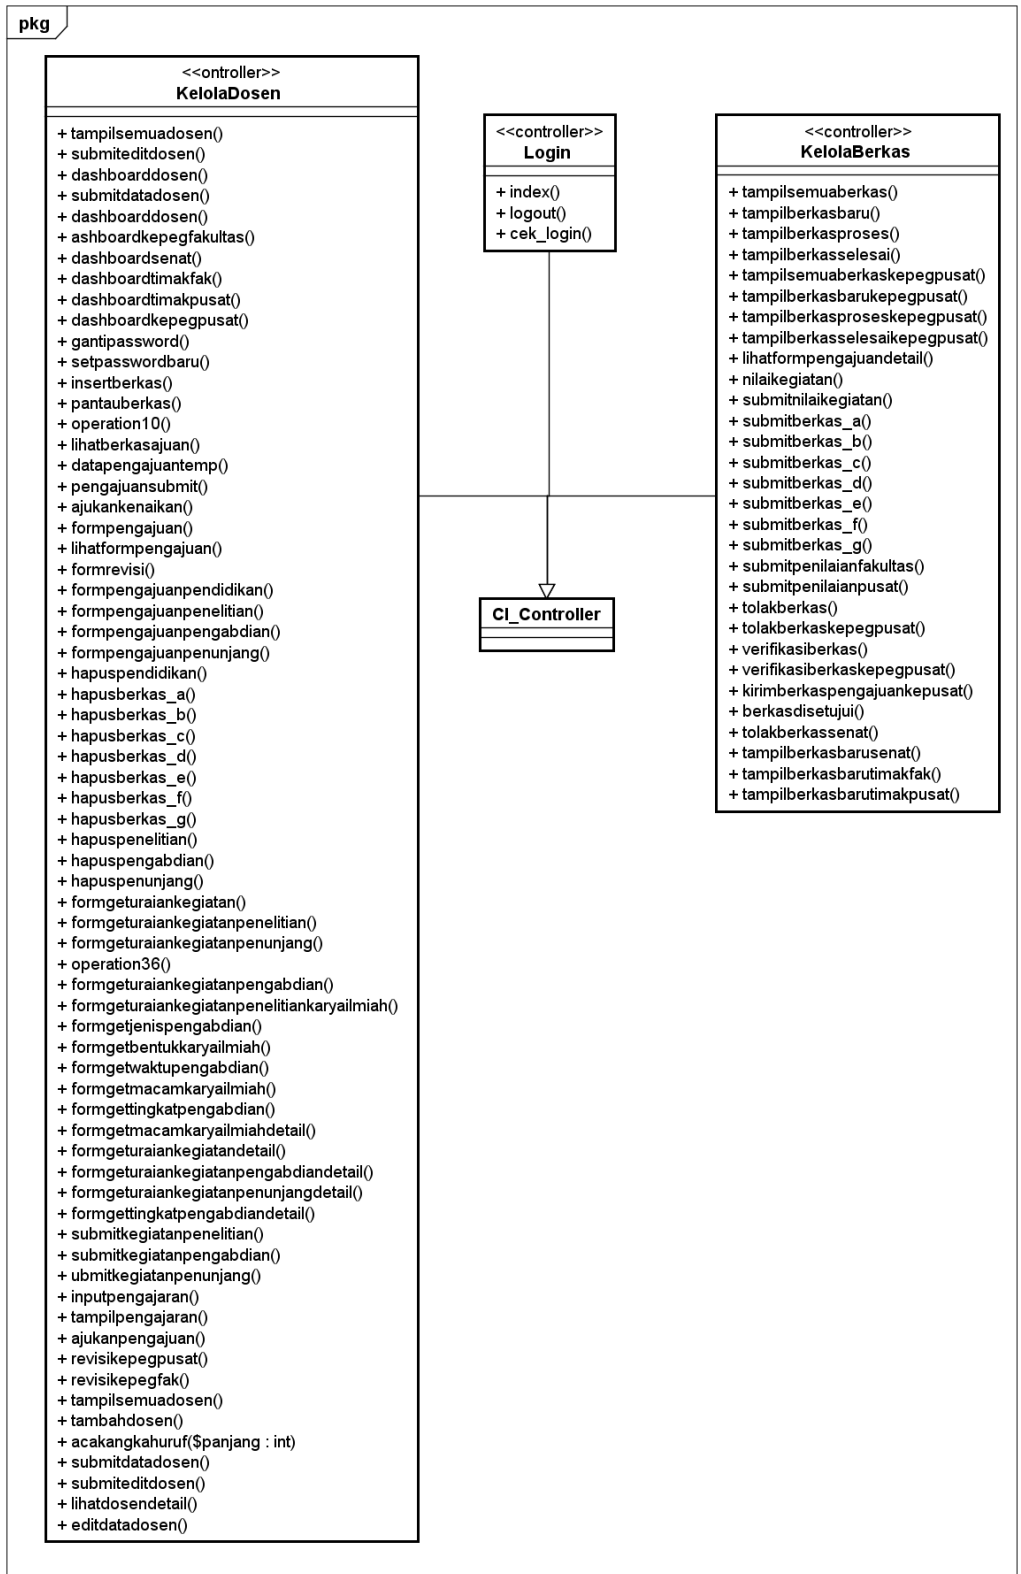 pkg
<<ontroller>>
KelolaDosen
+ tampilsemuadosen()
+ submiteditdosen()
+ dashboarddosen()
+ submitdatadosen()
+ dashboarddosen()
+ ashboardkepegfakultas()
+ dashboardsenat()
+ dashboardtimakfak()
+ dashboardtimakpusat()
+ dashboardkepegpusat()
+ gantipassword()
+ setpasswordbaru()
+ insertberkas()
+ pantauberkas()
+ operation10()
+ lihatberkasajuan()
+ datapengajuantemp()
+ pengajuansubmit()
+ ajukankenaikan()
+ formpengajuan()
+ lihatformpengajuan()
+ formrevisi()
+ formpengajuanpendidikan()
+ formpengajuanpenelitian()
+ formpengajuanpengabdian()
+ formpengajuanpenunjang()
+ hapuspendidikan()
+ hapusberkas_a()
+ hapusberkas_b()
+ hapusberkas_c()
+ hapusberkas_d()
+ hapusberkas_e()
+ hapusberkas_f()
+ hapusberkas_g()
+ hapuspenelitian()
+ hapuspengabdian()
+ hapuspenunjang()
+ formgeturaiankegiatan()
+ formgeturaiankegiatanpenelitian()
+ formgeturaiankegiatanpenunjang()
+ operation36()
+ formgeturaiankegiatanpengabdian()
+ formgeturaiankegiatanpenelitiankaryailmiah()
+ formgetjenispengabdian()
+ formgetbentukkaryailmiah()
+ formgetwaktupengabdian()
+ formgetmacamkaryailmiah()
+ formgettingkatpengabdian()
+ formgetmacamkaryailmiahdetail()
+ formgeturaiankegiatandetail()
+ formgeturaiankegiatanpengabdiandetail()
+ formgeturaiankegiatanpenunjangdetail()
+ formgettingkatpengabdiandetail()
+ submitkegiatanpenelitian()
+ submitkegiatanpengabdian()
+ ubmitkegiatanpenunjang()
+ inputpengajaran()
+ tampilpengajaran()
+ ajukanpengajuan()
+ revisikepegpusat()
+ revisikepegfak()
+ tampilsemuadosen()
+ tambahdosen()
+ acakangkahuruf($panjang : int)
+ submitdatadosen()
+ submiteditdosen()
+ lihatdosendetail()
+ editdatadosen()
<<controller>>
Login
+ index()
+ logout()
+ cek_login()
CI_Controller
<<controller>>
KelolaBerkas
+ tampilsemuaberkas()
+ tampilberkasbaru()
+ tampilberkasproses()
+ tampilberkasselesai()
+ tampilsemuaberkaskepegpusat()
+ tampilberkasbarukepegpusat()
+ tampilberkasproseskepegpusat()
+ tampilberkasselesaikepegpusat()
+ lihatformpengajuandetail()
+ nilaikegiatan()
+ submitnilaikegiatan()
+ submitberkas_a()
+ submitberkas_b()
+ submitberkas_c()
+ submitberkas_d()
+ submitberkas_e()
+ submitberkas_f()
+ submitberkas_g()
+ submitpenilaianfakultas()
+ submitpenilaianpusat()
+ tolakberkas()
+ tolakberkaskepegpusat()
+ verifikasiberkas()
+ verifikasiberkaskepegpusat()
+ kirimberkaspengajuankepusat()
+ berkasdisetujui()
+ tolakberkassenat()
+ tampilberkasbarusenat()
+ tampilberkasbarutimakfak()
+ tampilberkasbarutimakpusat()